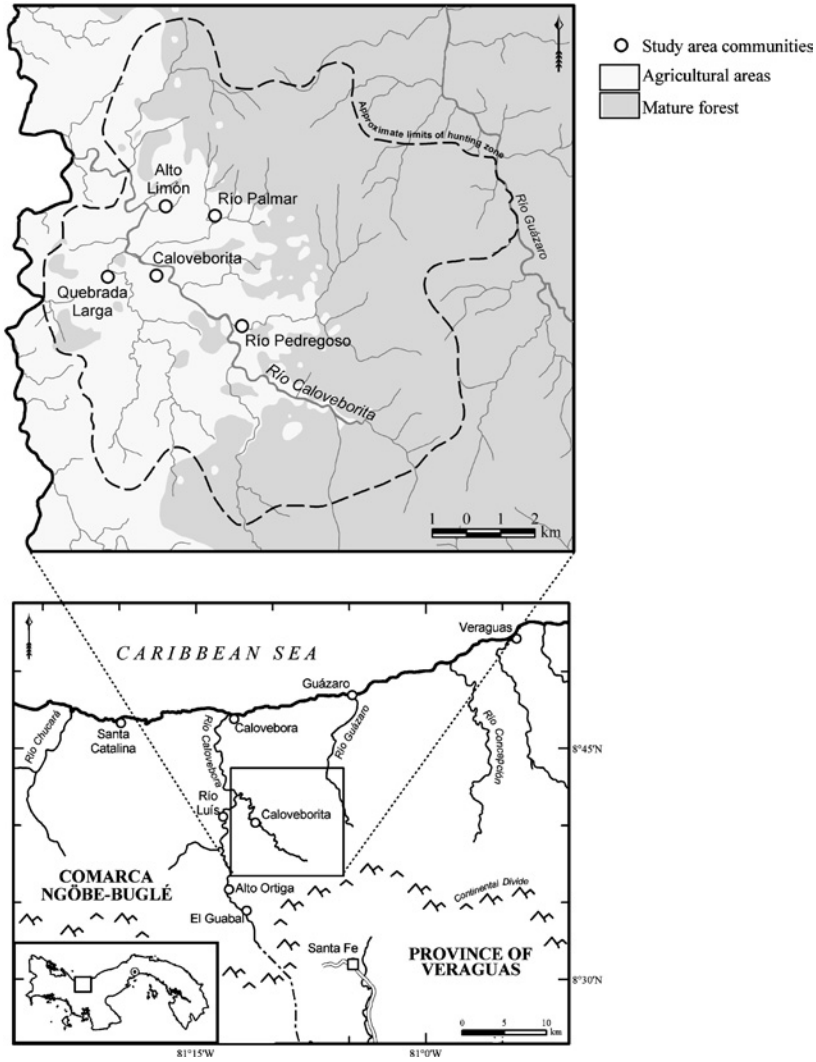 Study area communities
Agricultural areas
Mature forest
Approximate limits of hunting zone
Alto
Limón
Río Palmar
Río Guázaro
Caloveborita
Quebrada
Larga
Río Pedregoso
Río Caloveborita
1 0 1 2
km
CARIBBEAN SEA
Veraguas
Guázaro
Río Chucará
Santa
Catalina
Calovebora
Río Calovebora
Río Guázaro
Río Concepción
8°45'N
Río
Luís
Caloveborita
COMARCA
NGÖBE-BUGLÉ
Alto Ortiga
Continental Divide
El Guabal
Santa Fe
PROVINCE OF
VERAGUAS
8°30'N
0 5 10
km
81°15'W
81°0'W